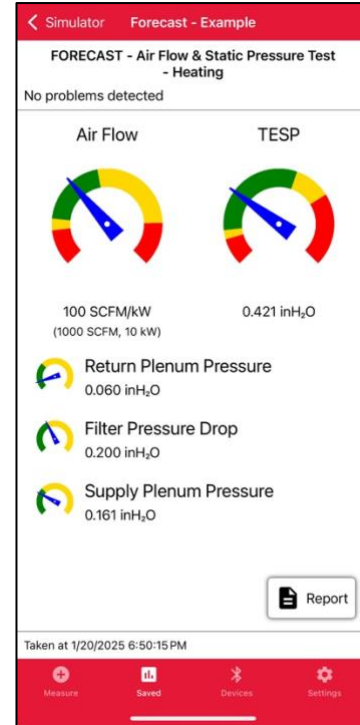 Simulator Forecast - Example
FORECAST - Air Flow & Static Pressure Test
- Heating
No problems detected
Air Flow TESP
100 SCFM/kW 0.421 inH₂O
(1000 SCFM, 10 kW)
Return Plenum Pressure
0.060 inH₂O
Filter Pressure Drop
0.200 inH₂O
Supply Plenum Pressure
0.161 inH₂O
Report
Taken at 1/20/2025 6:50:15 PM
Measure Saved Devices Settings